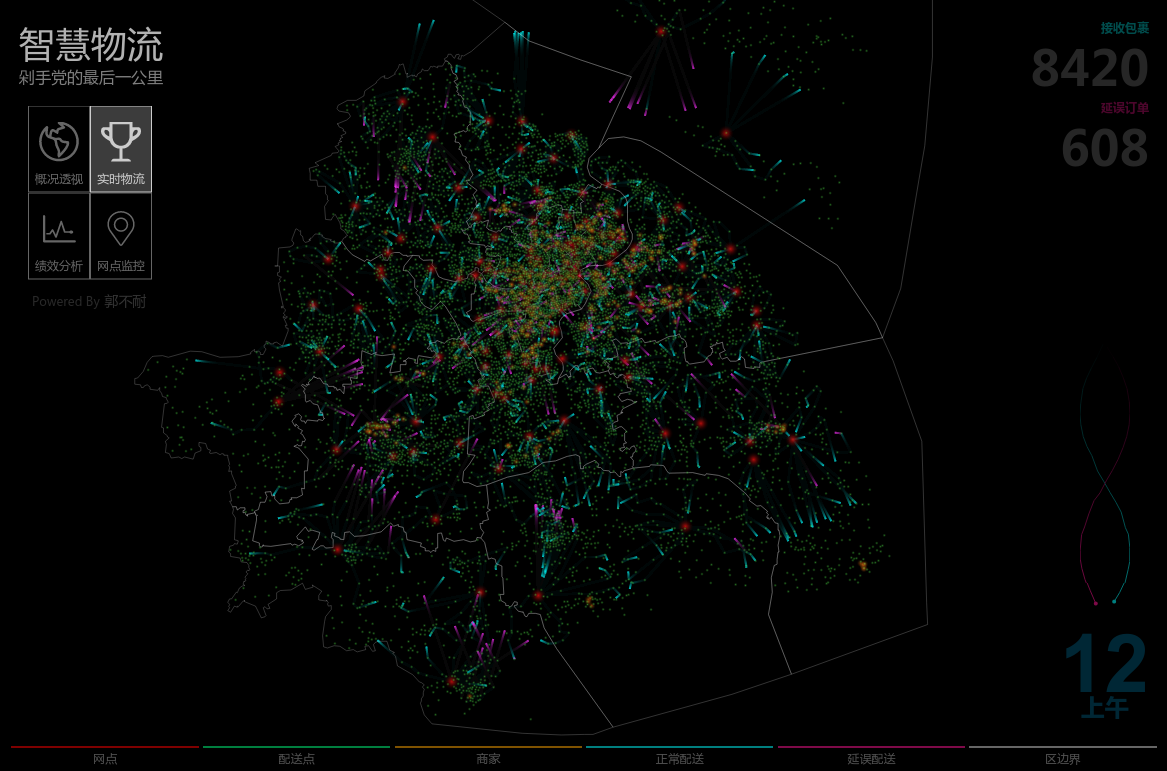 智慧物流
剁手党的最后一公里
概况透视
实时物流
绩效分析
网点监控
Powered By 郭不耐
接收包裹
8420
延误订单
608
12
上午
网点
配送点
商家
正常配送
延误配送
区边界